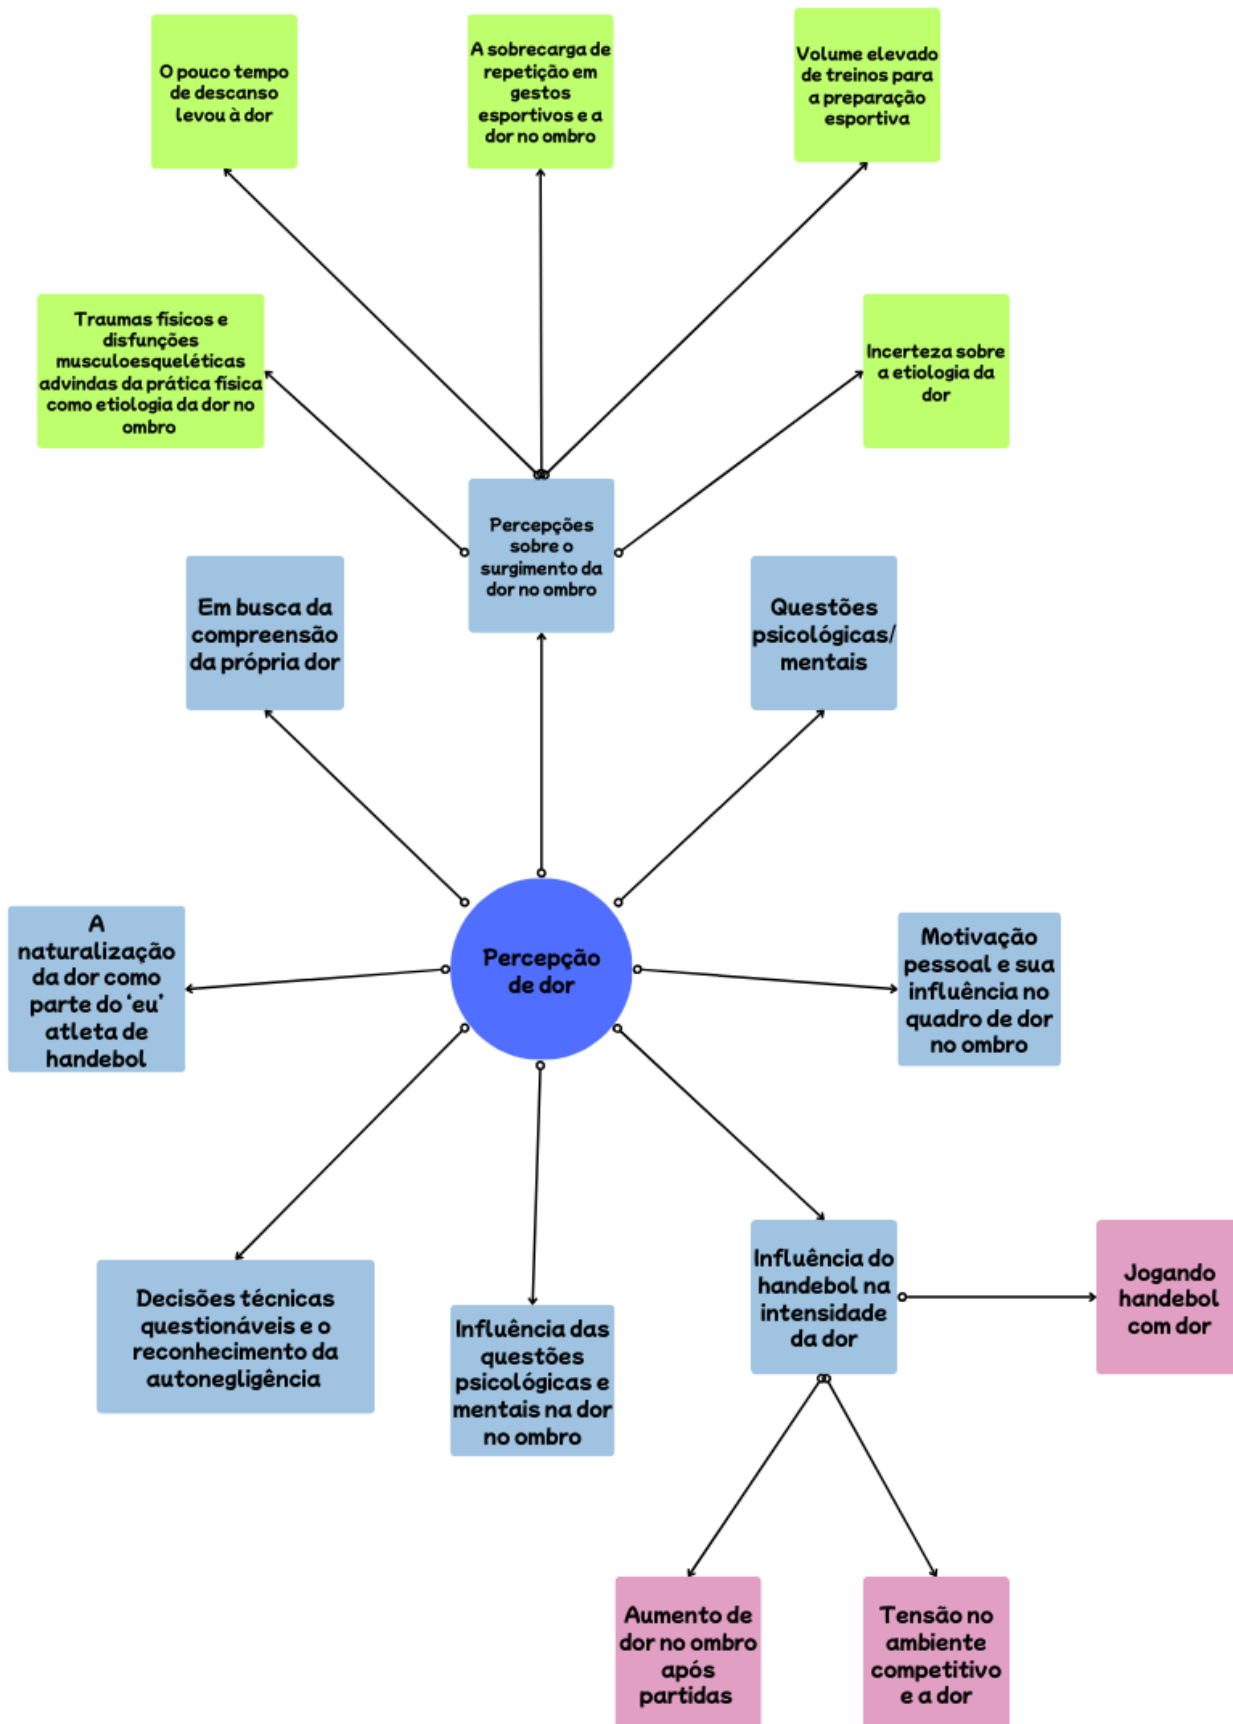 O pouco tempo
de descanso
levou à dor
A sobrecarga de
repetição em
gestos
esportivos e a
dor no ombro
Volume elevado
de treinos para
a preparação
esportiva
Traumas físicos e
disfunções
musculoesqueléticas
advindas da prática física
como etiologia da dor no
ombro
Incerteza sobre
a etiologia da
dor
Percepções
sobre o
surgimento da
dor no ombro
Em busca da
compreensão
da própria dor
Questões
psicológicas/
mentais
Percepção
de dor
A
naturalização
da dor como
parte do ‘eu’
atleta de
handebol
Motivação
pessoal e sua
influência no
quadro de dor
no ombro
Decisões técnicas
questionáveis e o
reconhecimento da
autonegligência
Influência das
questões
psicológicas e
mentais na dor
no ombro
Influência do
handebol na
intensidade
da dor
Jogando
handebol
com dor
Aumento de
dor no ombro
após
partidas
Tensão no
ambiente
competitivo
e a dor